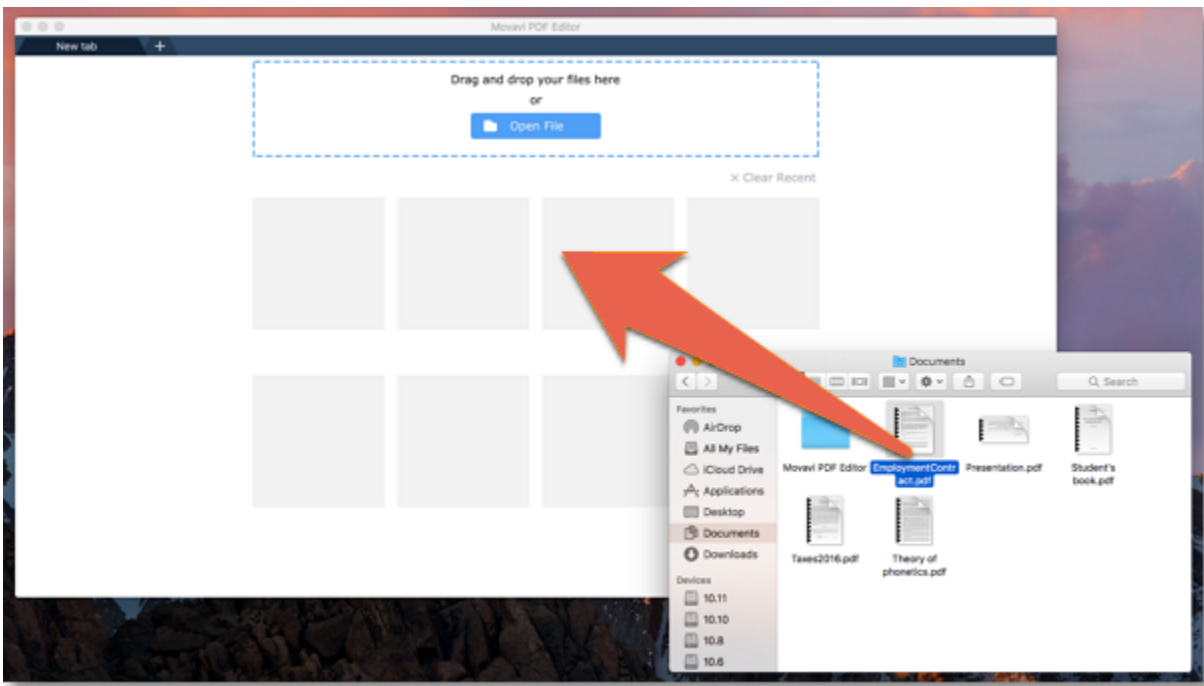 Movavi PDF Editor
New tab +
Drag and drop your files here
or
Open File
× Clear Recent
Documents
Search
Favorites
AirDrop
All My Files
iCloud Drive
Applications
Desktop
Documents
Downloads
Devices
10.11
10.10
10.8
10.6
Movavi PDF Editor
EmploymentContr
act.pdf
Presentation.pdf
Student's
book.pdf
Taxes2016.pdf
Theory of
phonetics.pdf